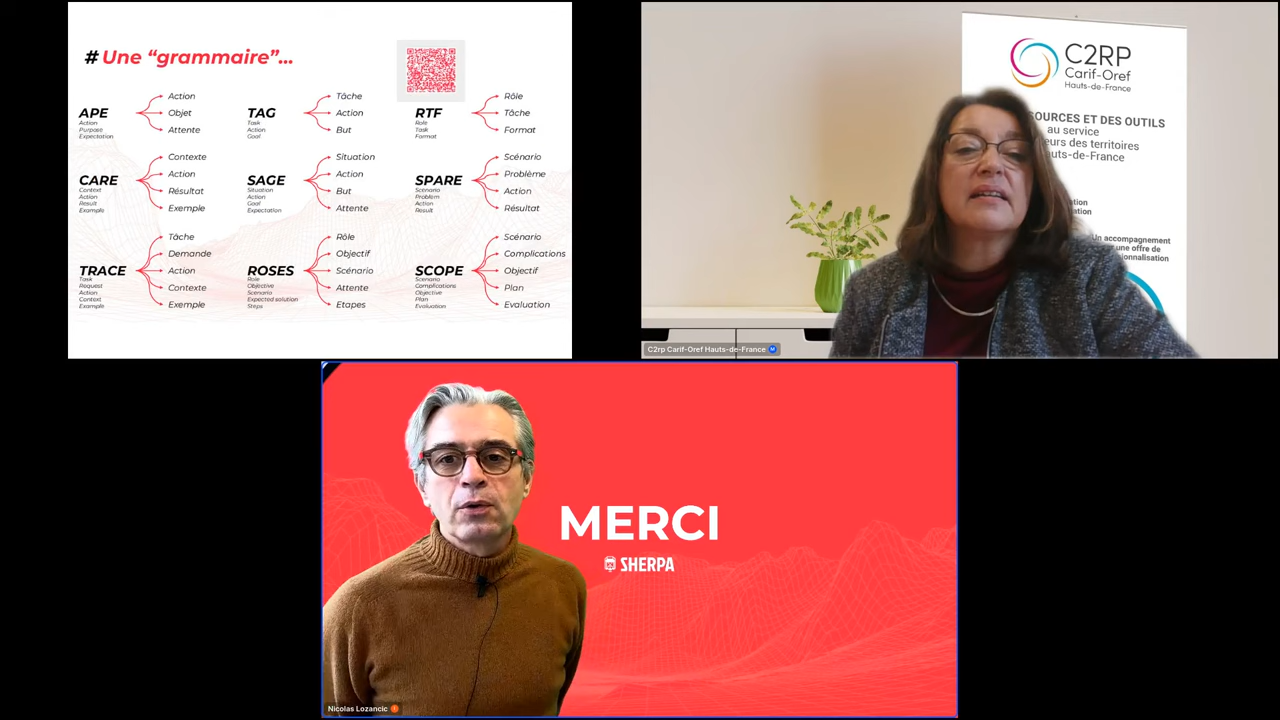 # Une “grammaire”...
APE
Action
Purpose
Expectation
Action
Objet
Attente
TAG
Task
Action
Goal
Tâche
Action
But
RTF
Role
Task
Format
Rôle
Tâche
Format
CARE
Context
Action
Result
Example
Contexte
Action
Résultat
Exemple
SAGE
Situation
Action
Goal
Expectation
Situation
Action
But
Attente
SPARE
Scenario
Problem
Action
Result
Scénario
Problème
Action
Résultat
TRACE
Task
Request
Action
Context
Example
Tâche
Demande
Action
Contexte
Exemple
ROSES
Role
Objective
Scenario
Expected solution
Steps
Rôle
Objectif
Scénario
Attente
Etapes
SCOPE
Scenario
Complications
Objective
Plan
Evaluation
Scénario
Complications
Objectif
Plan
Evaluation
C2RP
Carif-Oref
Hauts-de-France
SOURCES ET DES OUTILS
au service
eurs des territoires
auts-de-France
Un accompagnement
r une offre de
C2rp Carif-Oref Hauts-de-France
MERCI
SHERPA
Nicolas Lozancic